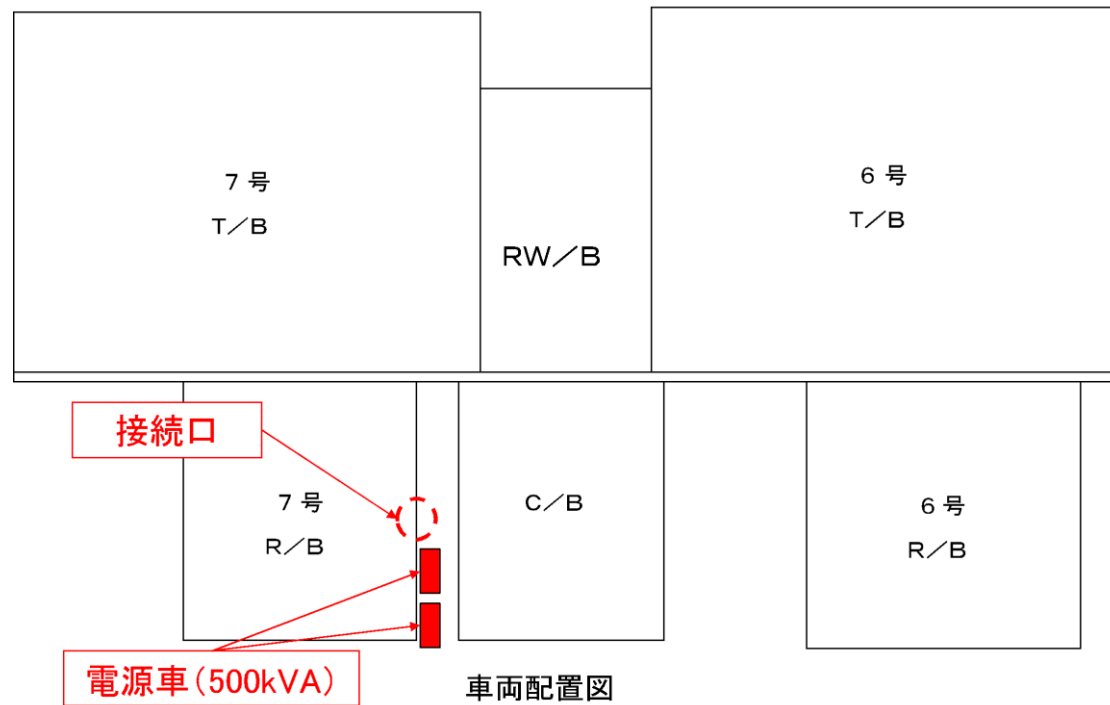 7 号
T/B
RW/B
6 号
T/B
接続口
7 号
R/B
C/B
6 号
R/B
電源車(500kVA)
車両配置図